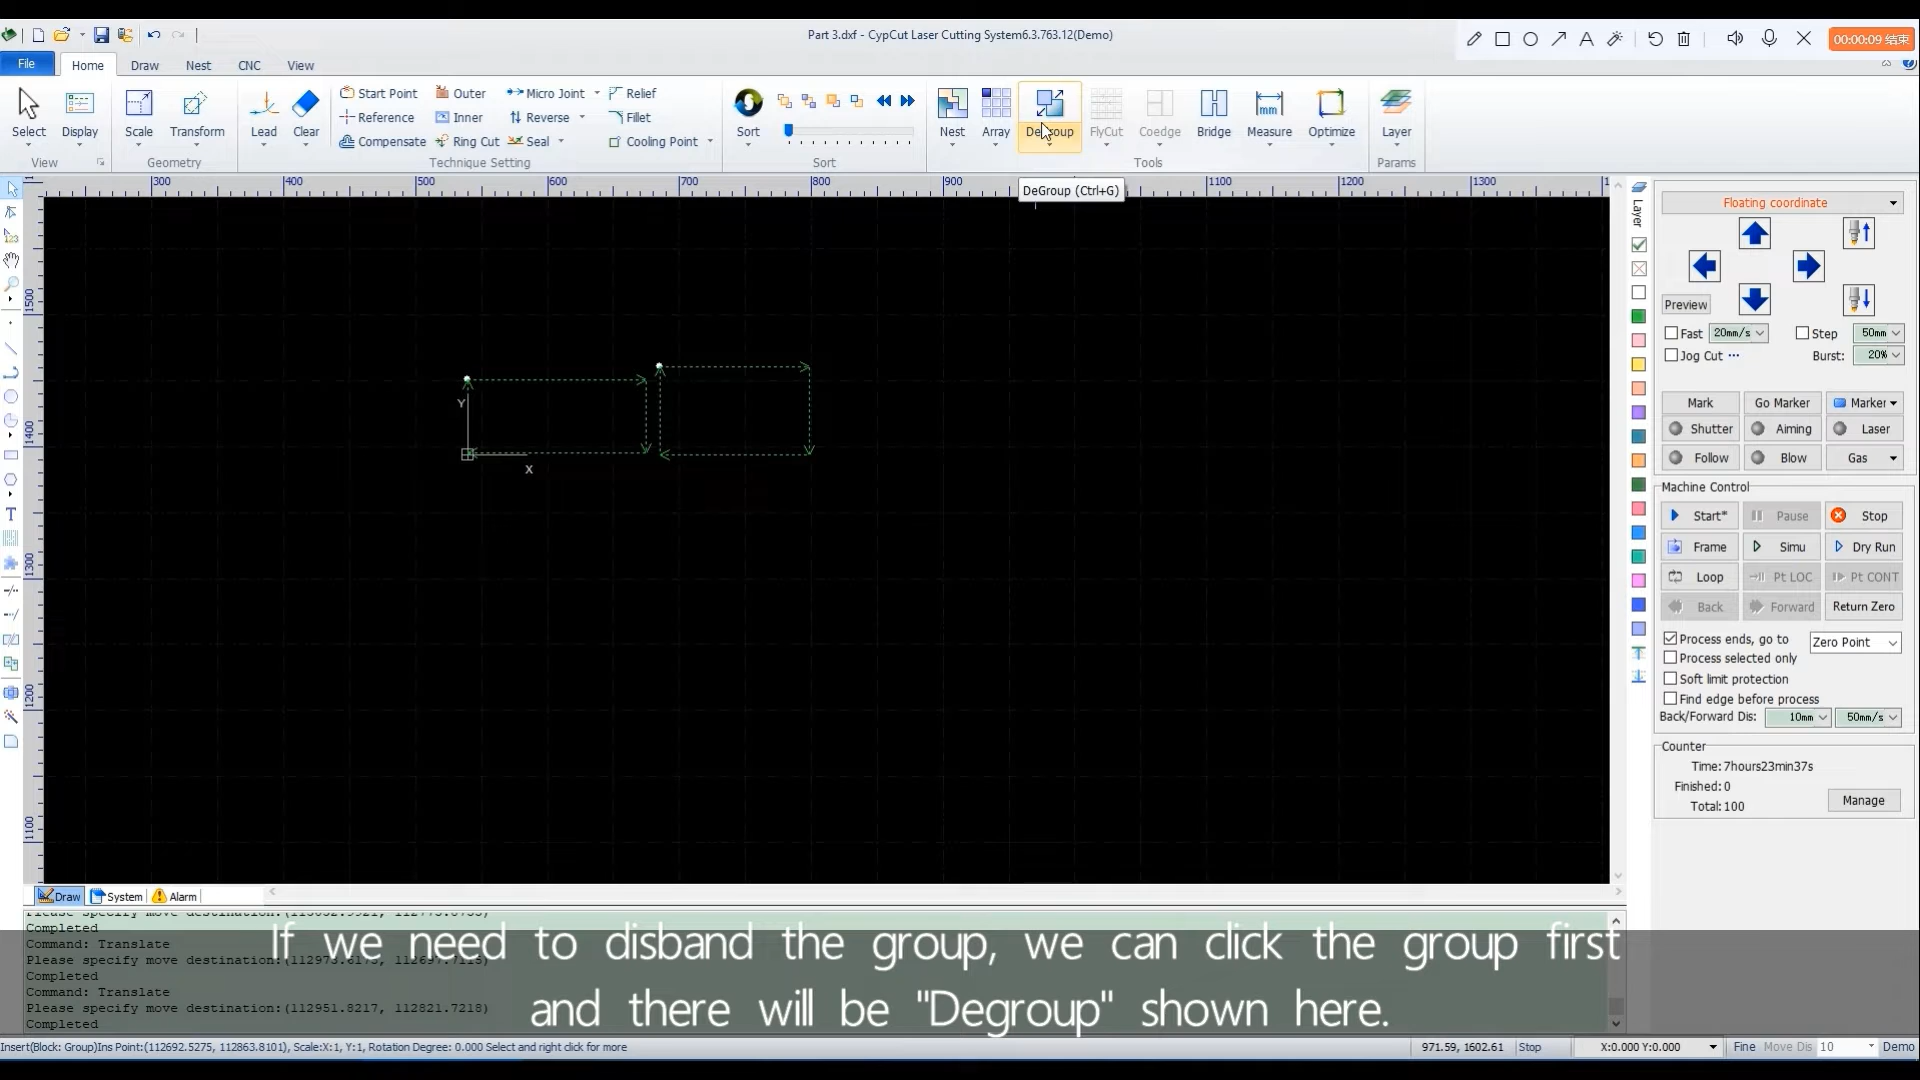 Part 3.dxf - CypCut Laser Cutting System6.3.763.12(Demo)
00:00:09 结束
File
Home
Draw
Nest
CNC
View
Select
Display
View
Scale
Transform
Geometry
Lead
Clear
Start Point
Reference
Compensate
Outer
Inner
Ring Cut
Micro Joint
Reverse
Seal
Relief
Fillet
Cooling Point
Technique Setting
Sort
Sort
Nest
Array
DeGroup
FlyCut
Coedge
Bridge
Measure
Optimize
Tools
Layer
Params
DeGroup (Ctrl+G)
300
400
500
600
700
800
900
1100
1200
1300
1500
1400
1300
1200
1100
Y
X
Layer
Floating coordinate
Preview
Fast 20mm/s
Step 50mm
Jog Cut ...
Burst: 20%
Mark
Go Marker
Marker
Shutter
Aiming
Laser
Follow
Blow
Gas
Machine Control
Start*
Pause
Stop
Frame
Simu
Dry Run
Loop
Pt LOC
Pt CONT
Back
Forward
Return Zero
Process ends, go to Zero Point
Process selected only
Soft limit protection
Find edge before process
Back/Forward Dis: 10mm 50mm/s
Counter
Time:7hours23min37s
Finished:0
Total:100
Manage
Draw
System
Alarm
Completed
Command: Translate
Please specify move destination:(112973.6173, 112697.7116)
Completed
Command: Translate
Please specify move destination:(112951.8217, 112821.7218)
Completed
If we need to disband the group, we can click the group first
and there will be "Degroup" shown here.
Insert(Block: Group)Ins Point:(112692.5275, 112863.8101), Scale:X:1, Y:1, Rotation Degree: 0.000 Select and right click for more
971.59, 1602.61
Stop
X:0.000 Y:0.000
Fine
Move Dis 10
Demo